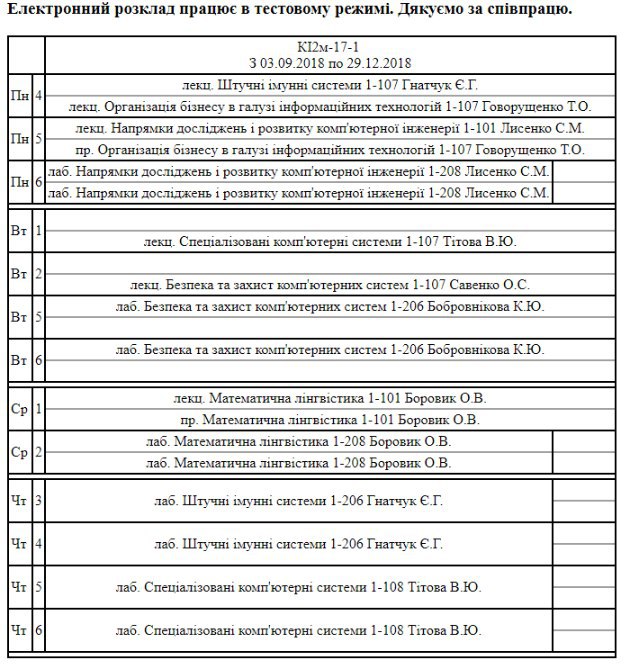 Електронний розклад працює в тестовому режимі. Дякуємо за співпрацю.
КІ2м-17-1
З 03.09.2018 по 29.12.2018
Пн 4 лекц. Штучні імунні системи 1-107 Гнатчук Є.Г.
лекц. Організація бізнесу в галузі інформаційних технологій 1-107 Говорущенко Т.О.
Пн 5 лекц. Напрямки досліджень і розвитку комп'ютерної інженерії 1-101 Лисенко С.М.
пр. Організація бізнесу в галузі інформаційних технологій 1-107 Говорущенко Т.О.
Пн 6 лаб. Напрямки досліджень і розвитку комп'ютерної інженерії 1-208 Лисенко С.М.
лаб. Напрямки досліджень і розвитку комп'ютерної інженерії 1-208 Лисенко С.М.
Вт 1
лекц. Спеціалізовані комп'ютерні системи 1-107 Тітова В.Ю.
Вт 2
лекц. Безпека та захист комп'ютерних систем 1-107 Савенко О.С.
Вт 5 лаб. Безпека та захист комп'ютерних систем 1-206 Бобровнікова К.Ю.
Вт 6 лаб. Безпека та захист комп'ютерних систем 1-206 Бобровнікова К.Ю.
Ср 1 лекц. Математична лінгвістика 1-101 Боровик О.В.
пр. Математична лінгвістика 1-101 Боровик О.В.
Ср 2 лаб. Математична лінгвістика 1-208 Боровик О.В.
лаб. Математична лінгвістика 1-208 Боровик О.В.
Чт 3 лаб. Штучні імунні системи 1-206 Гнатчук Є.Г.
Чт 4 лаб. Штучні імунні системи 1-206 Гнатчук Є.Г.
Чт 5 лаб. Спеціалізовані комп'ютерні системи 1-108 Тітова В.Ю.
Чт 6 лаб. Спеціалізовані комп'ютерні системи 1-108 Тітова В.Ю.